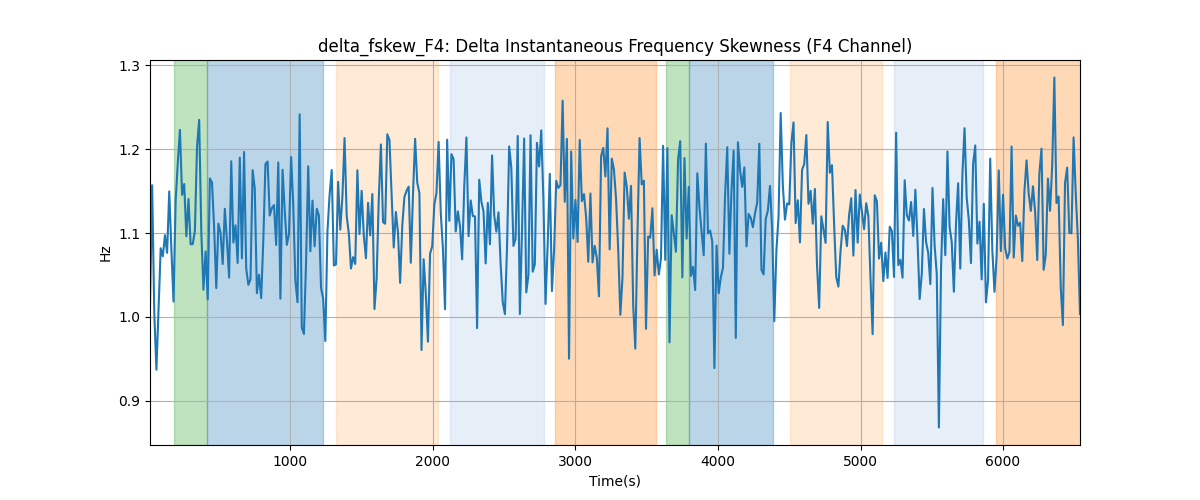 delta_fskew_F4: Delta Instantaneous Frequency Skewness (F4 Channel)
1.3
1.2
1.1
1.0
0.9
Hz
1000 2000 3000 4000 5000 6000
Time(s)